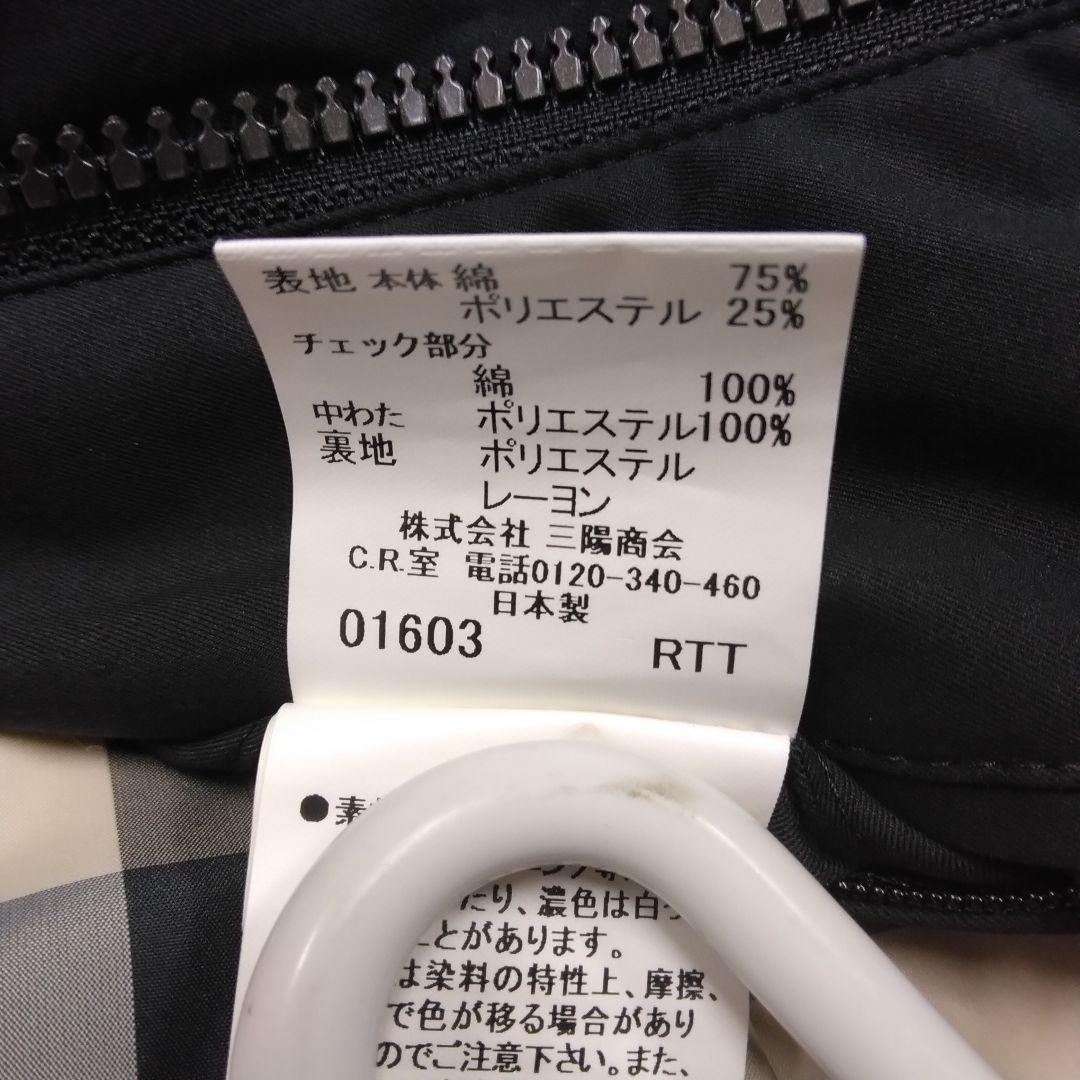 表地 本体 綿 75%
ポリエステル 25%
チェック部分
綿 100%
中わた ポリエステル100%
裏地 ポリエステル
レーヨン
株式会社 三陽商会
C.R.室 電話0120-340-460
日本製
01603 RTT
●素
たり、濃色は白っ
ことがあります。
は染料の特性上、摩擦、
で色が移る場合があり
のでご注意下さい。また、